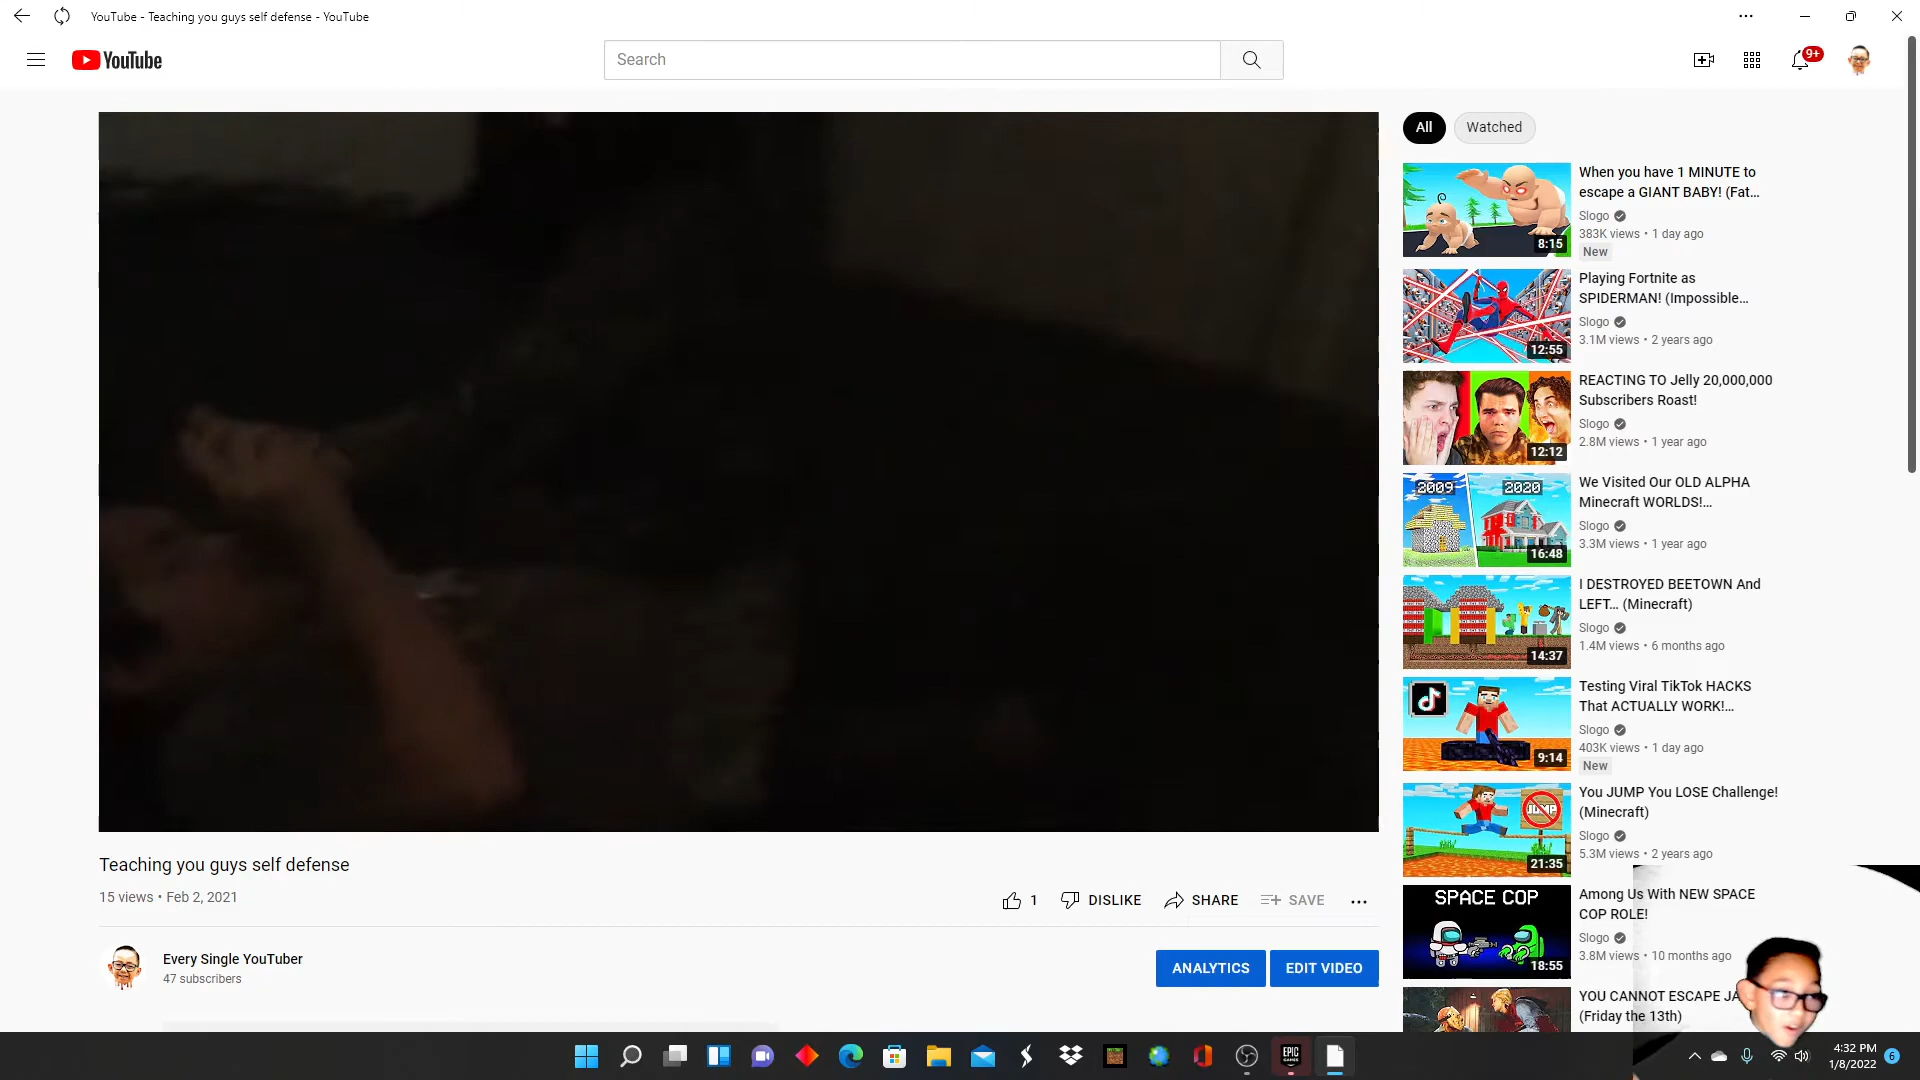 YouTube - Teaching you guys self defense - YouTube
YouTube
Search
9+
All
Watched
When you have 1 MINUTE to
escape a GIANT BABY! (Fat...
Slogo
383K views • 1 day ago
New
8:15
Playing Fortnite as
SPIDERMAN! (Impossible...
Slogo
3.1M views • 2 years ago
12:55
REACTING TO Jelly 20,000,000
Subscribers Roast!
Slogo
2.8M views • 1 year ago
12:12
2009
2020
We Visited Our OLD ALPHA
Minecraft WORLDS!...
Slogo
3.3M views • 1 year ago
16:48
I DESTROYED BEETOWN And
LEFT... (Minecraft)
Slogo
1.4M views • 6 months ago
14:37
Testing Viral TikTok HACKS
That ACTUALLY WORK!...
Slogo
403K views • 1 day ago
New
9:14
You JUMP You LOSE Challenge!
(Minecraft)
Slogo
5.3M views • 2 years ago
JUMP
21:35
SPACE COP
Among Us With NEW SPACE
COP ROLE!
Slogo
3.8M views • 10 months ago
18:55
YOU CANNOT ESCAPE JA
(Friday the 13th)
Teaching you guys self defense
15 views • Feb 2, 2021
1
DISLIKE
SHARE
SAVE
Every Single YouTuber
47 subscribers
ANALYTICS
EDIT VIDEO
EPIC
GAMES
4:32 PM
1/8/2022
6